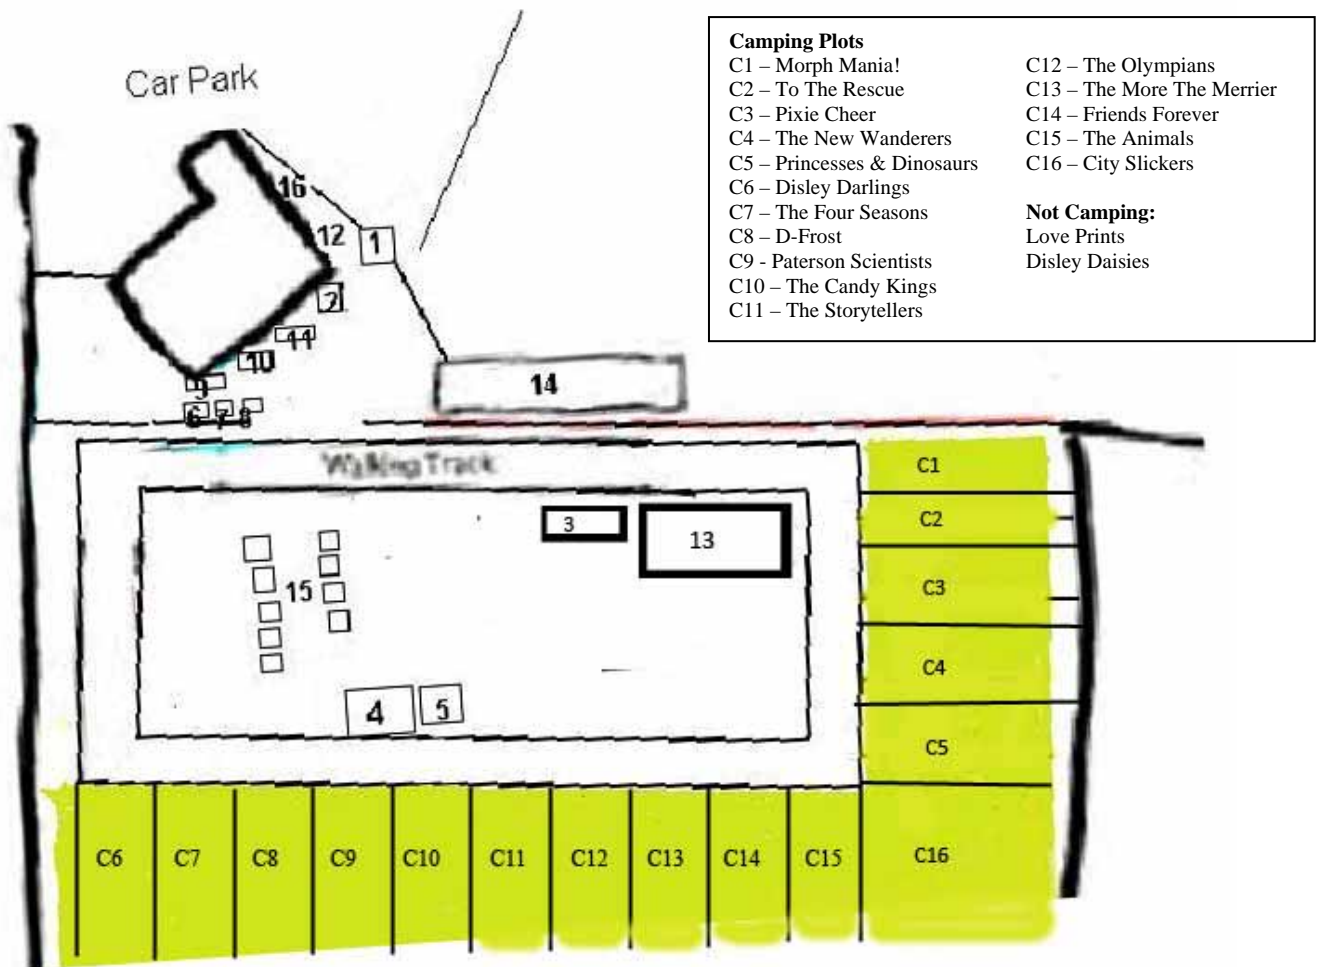 Camping Plots
C1 – Morph Mania!
C2 – To The Rescue
C3 – Pixie Cheer
C4 – The New Wanderers
C5 – Princesses & Dinosaurs
C6 – Disley Darlings
C7 – The Four Seasons
C8 – D-Frost
C9 - Paterson Scientists
C10 – The Candy Kings
C11 – The Storytellers
C12 – The Olympians
C13 – The More The Merrier
C14 – Friends Forever
C15 – The Animals
C16 – City Slickers
Not Camping:
Love Prints
Disley Daisies
Car Park
16
12
1
2
11
10
9
6 7 8
14
Walking Track
3
13
15
4
5
C1
C2
C3
C4
C5
C6 C7 C8 C9 C10 C11 C12 C13 C14 C15 C16